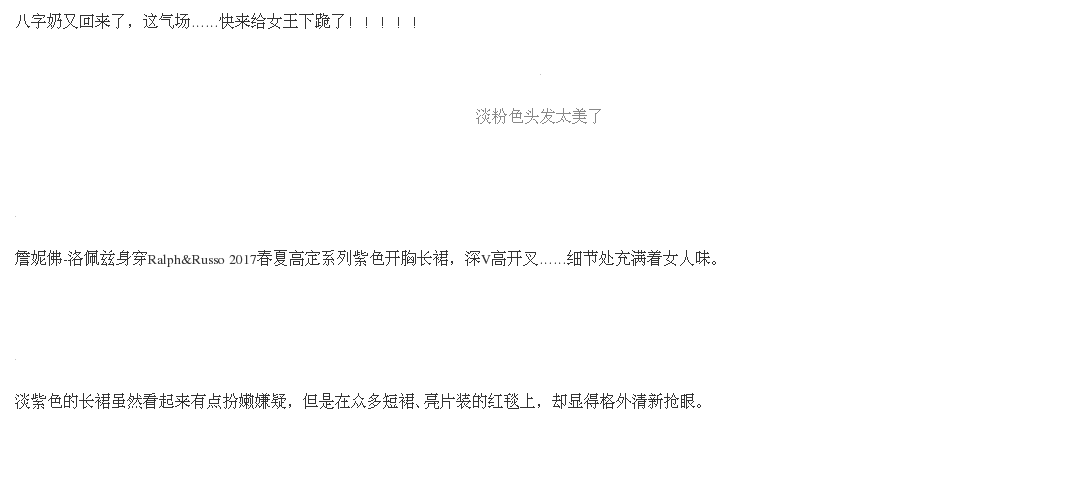 八字奶又回来了，这气场……快来给女王下跪了！！！！！
淡粉色头发太美了
詹妮佛-洛佩兹身穿Ralph&Russo 2017春夏高定系列紫色开胸长裙，深V高开叉……细节处充满着女人味。
淡紫色的长裙虽然看起来有点扮嫩嫌疑，但是在众多短裙、亮片装的红毯上，却显得格外清新抢眼。